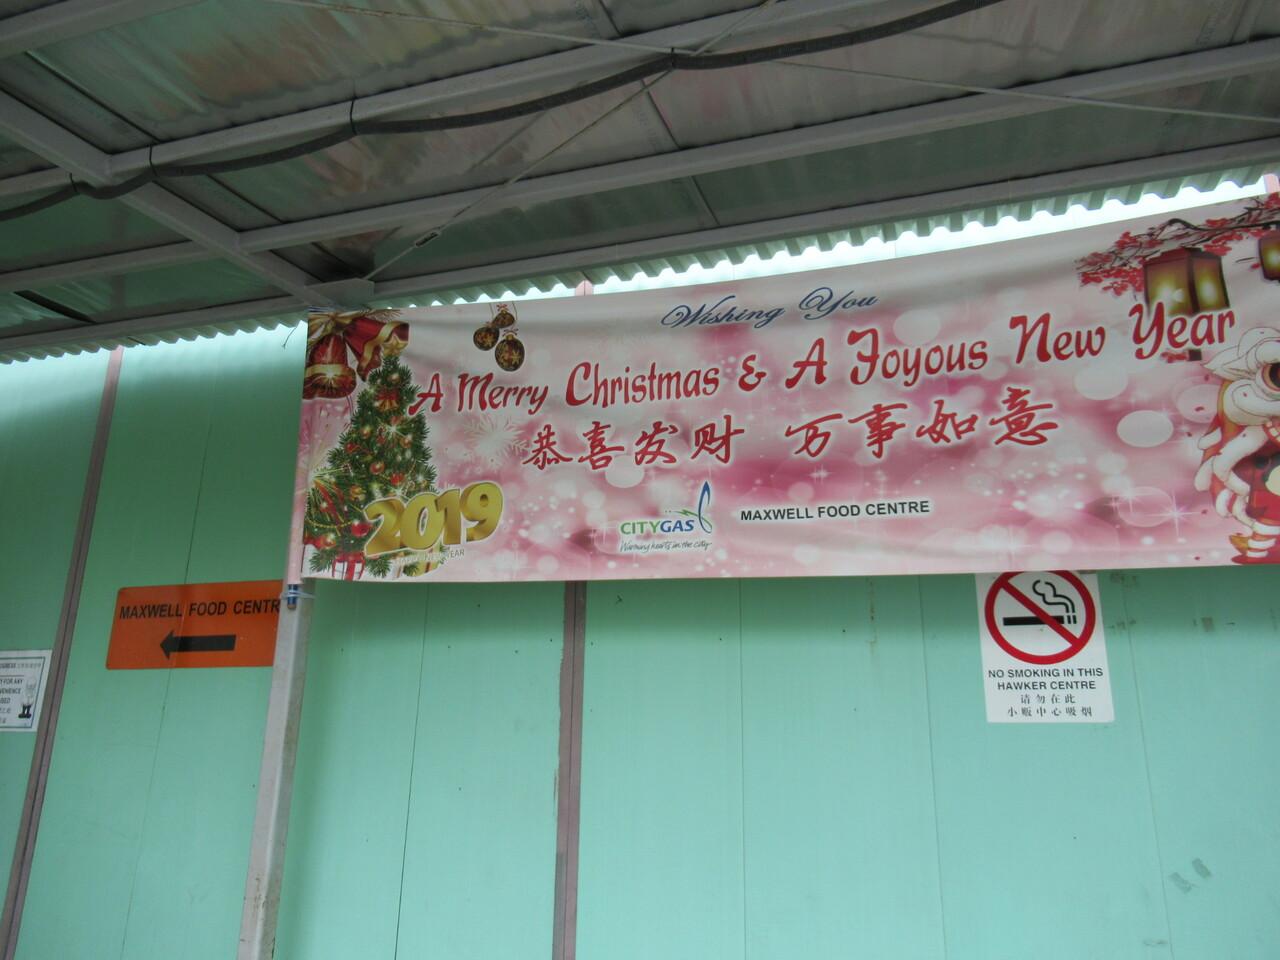 Wishing You
A Merry Christmas & A Joyous New Year
恭喜发财 万事如意
2019
NEW YEAR
CITYGAS
Warming hearts in the city
MAXWELL FOOD CENTRE
MAXWELL FOOD CENTR
NO SMOKING IN THIS
HAWKER CENTRE
请勿在此
小贩中心吸烟